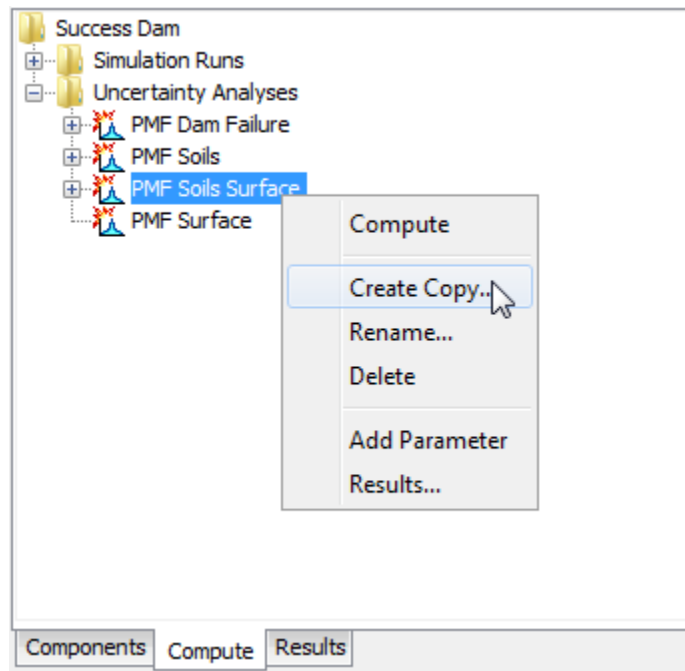 Success Dam
Simulation Runs
Uncertainty Analyses
PMF Dam Failure
PMF Soils
PMF Soils Surface
PMF Surface
Compute
Create Copy...
Rename...
Delete
Add Parameter
Results...
Components Compute Results